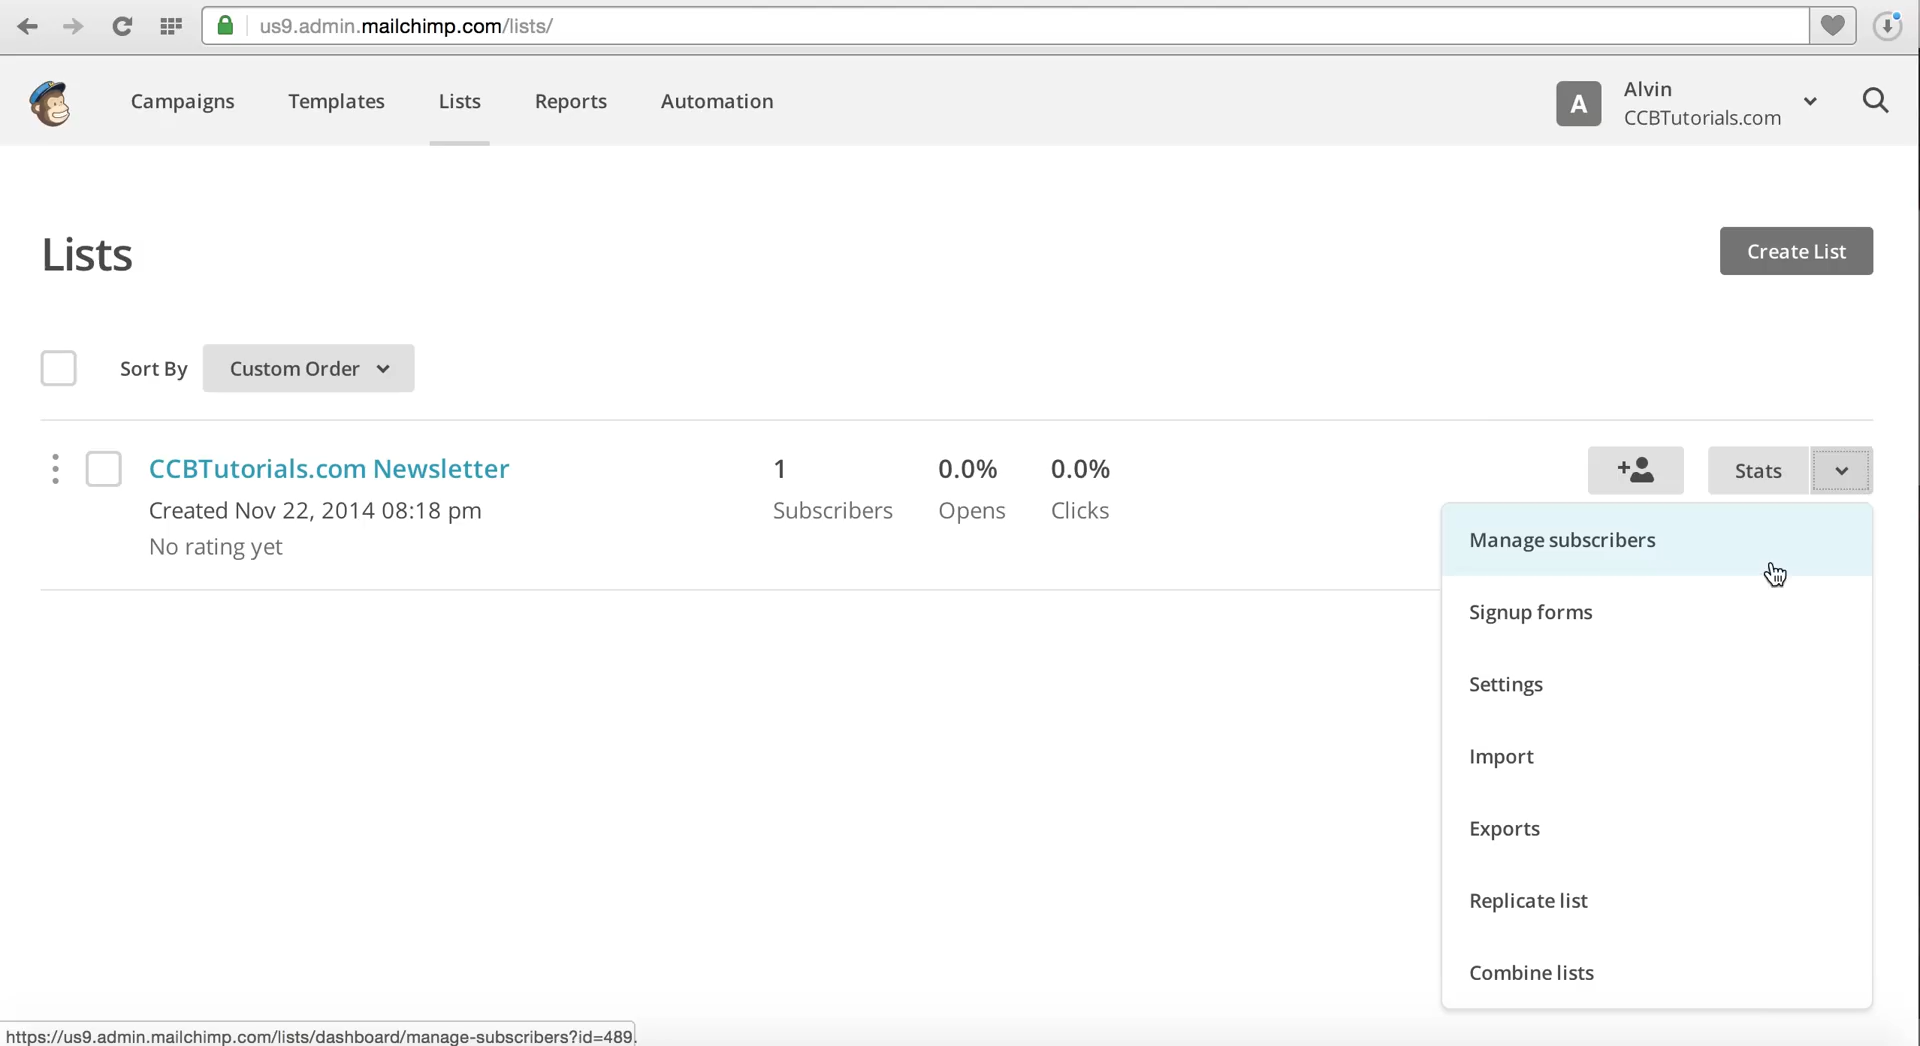 us9.admin.mailchimp.com/lists/
Campaigns Templates Lists Reports Automation
A Alvin
CCBTutorials.com
Lists
Create List
Sort By Custom Order
CCBTutorials.com Newsletter 1 0.0% 0.0% Stats
Created Nov 22, 2014 08:18 pm Subscribers Opens Clicks
No rating yet
Manage subscribers
Signup forms
Settings
Import
Exports
Replicate list
Combine lists
https://us9.admin.mailchimp.com/lists/dashboard/manage-subscribers?id=489.